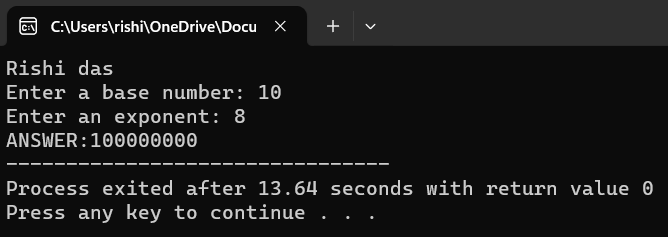 C:\Users\rishi\OneDrive\Docu
Rishi das
Enter a base number: 10
Enter an exponent: 8
ANSWER:100000000
--------------------------------
Process exited after 13.64 seconds with return value 0
Press any key to continue . . .